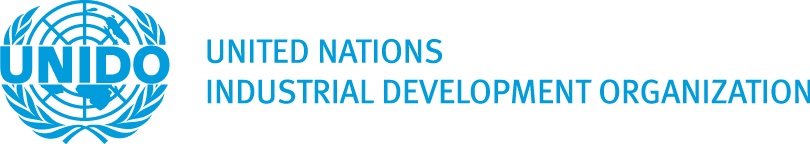 UNIDO
UNITED NATIONS
INDUSTRIAL DEVELOPMENT ORGANIZATION